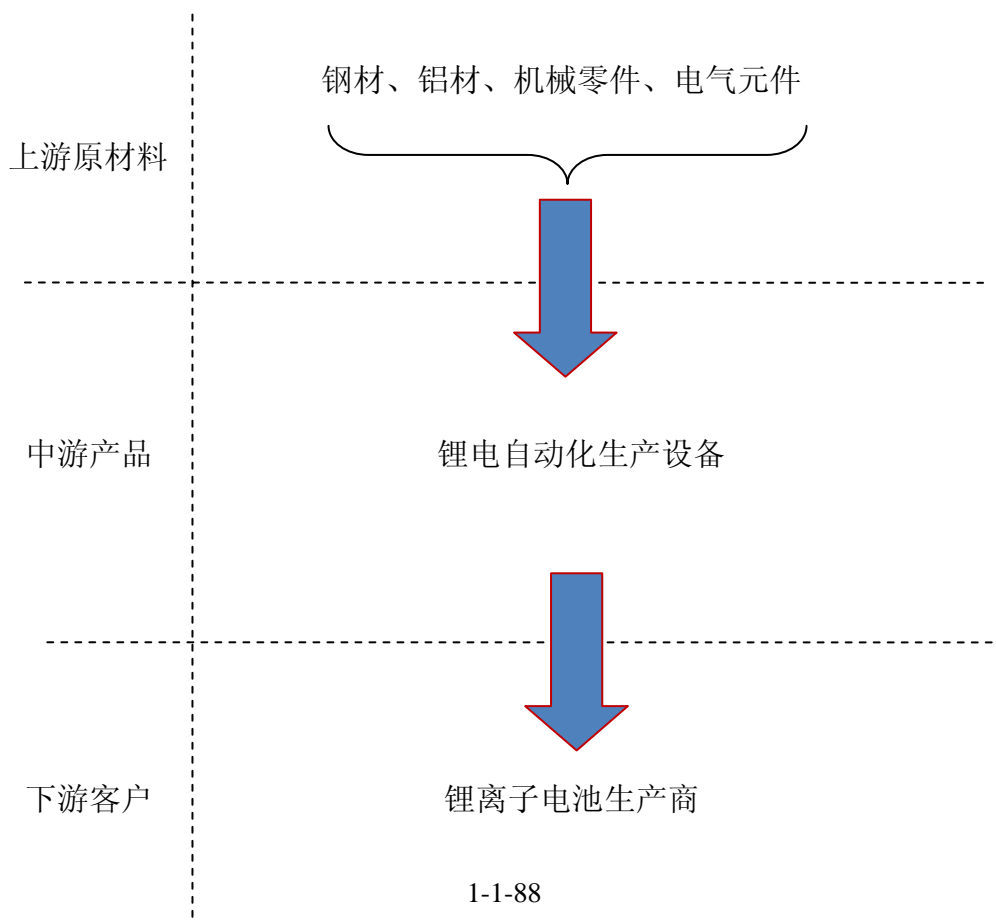 钢材、铝材、机械零件、电气元件
上游原材料
中游产品
锂电自动化生产设备
下游客户
锂离子电池生产商
1-1-88